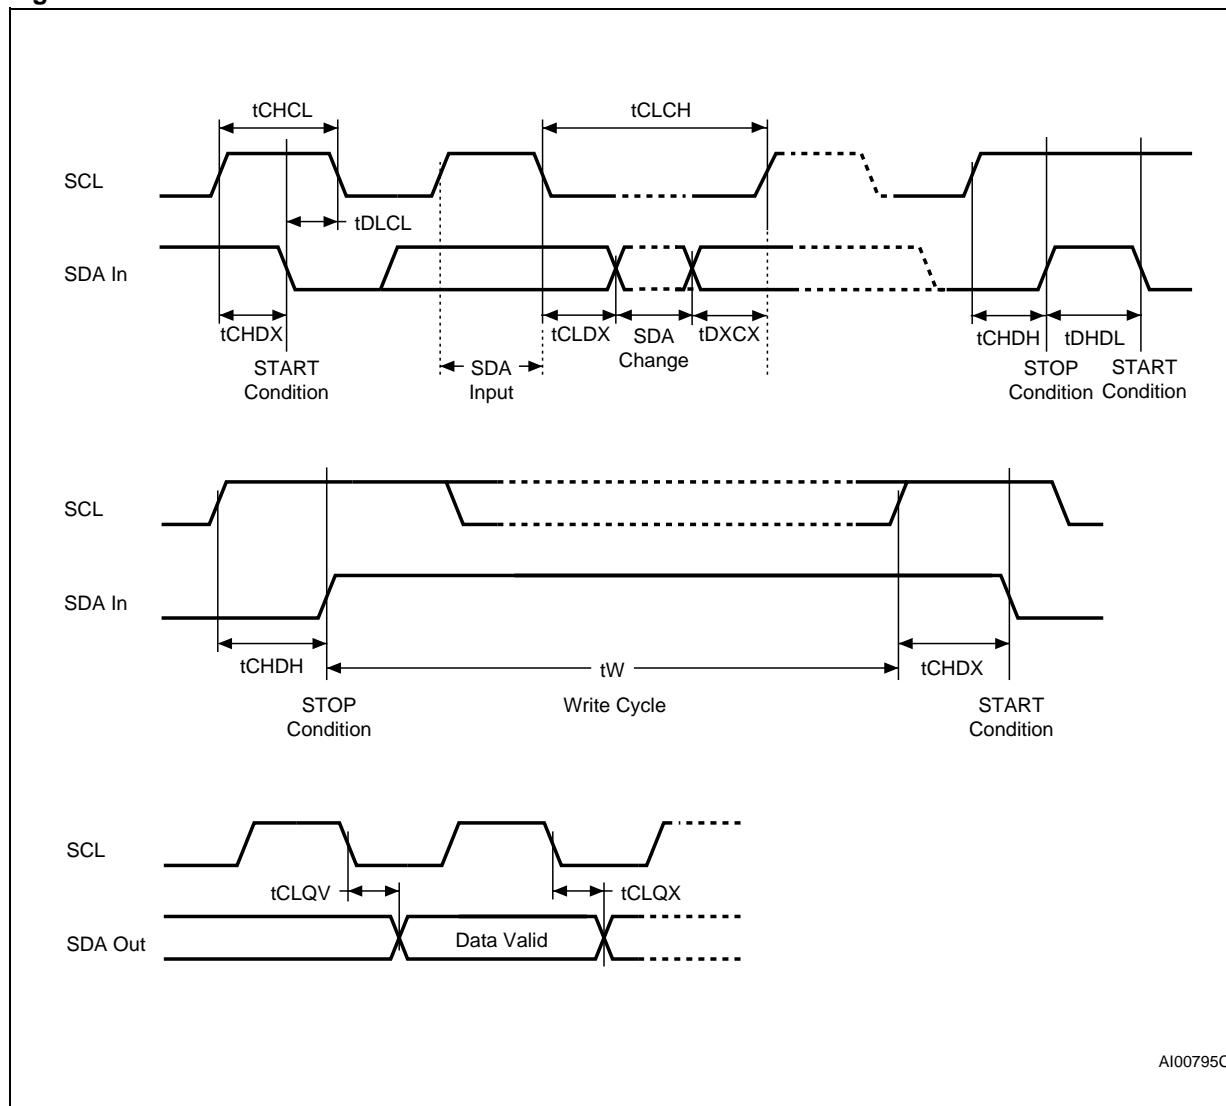 tCHCL
tCLCH
SCL
tDLCL
SDA In
tCHDX
tCLDX
SDA
Change
tDXCX
tCHDH
tDHDL
START
Condition
SDA
Input
STOP
Condition
START
Condition
SCL
SDA In
tCHDH
tW
tCHDX
STOP
Condition
Write Cycle
START
Condition
SCL
tCLQV
tCLQX
SDA Out
Data Valid
AI00795C